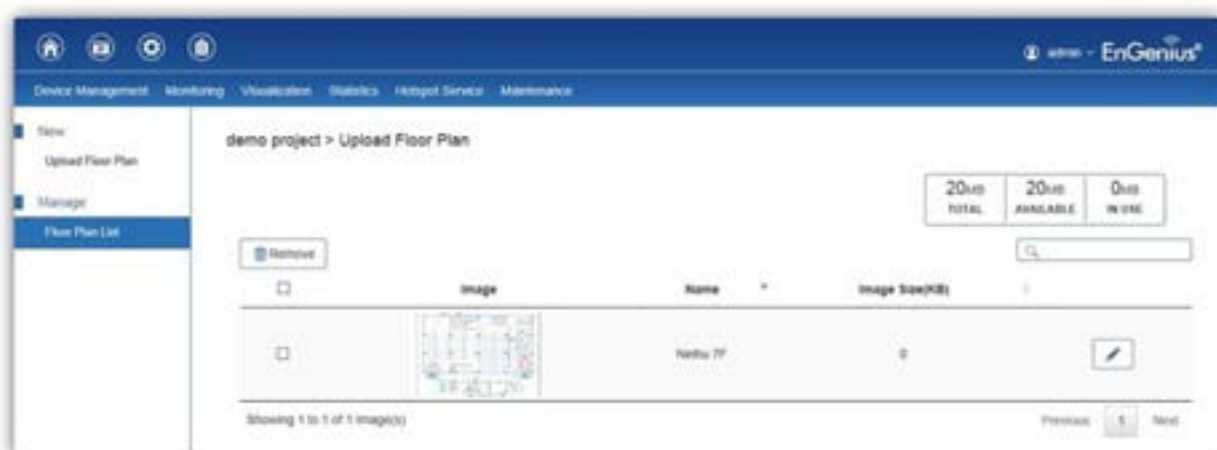 admin
EnGenius®
Device Management Monitoring Visualization Statistics Hotspot Service Maintenance
New
Upload Floor Plan
Manage
Floor Plan List
demo project > Upload Floor Plan
20MB TOTAL
20MB AVAILABLE
0MB IN USE
Remove
Image Name Image Size(KB)
7F 0
Showing 1 to 1 of 1 Image(s)
Previous 1 Next